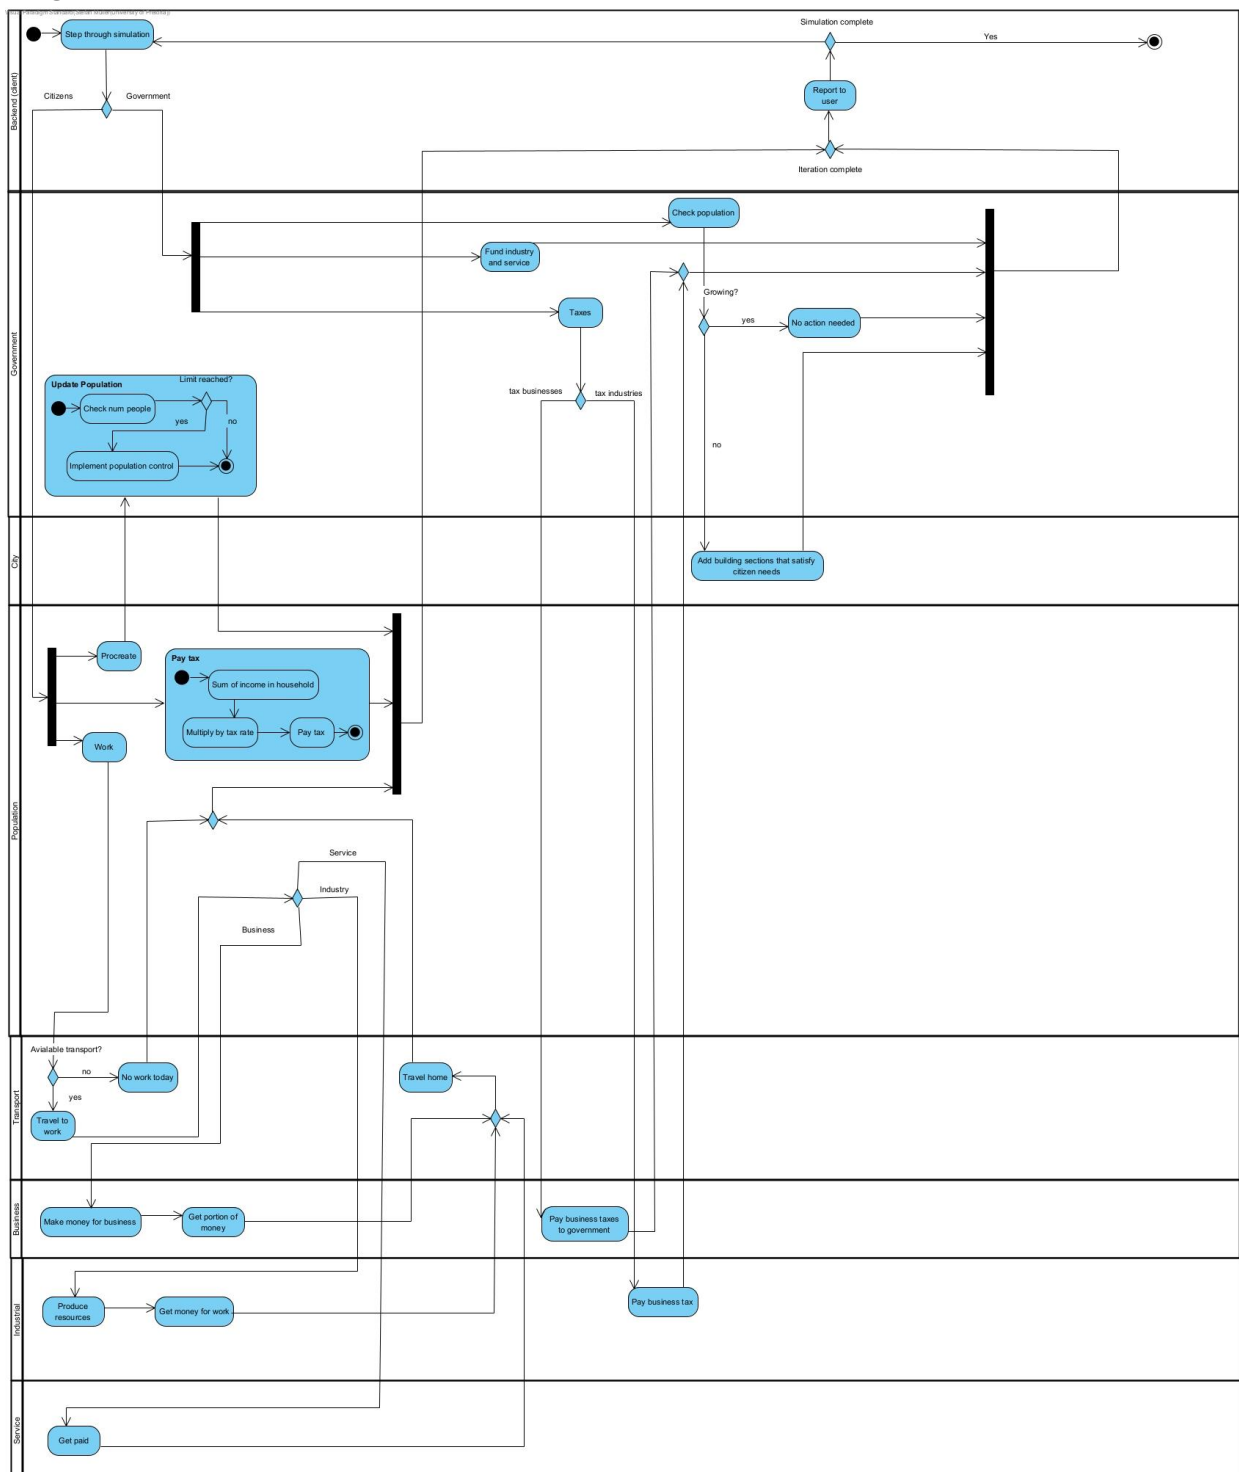 Simulation complete
Step through simulation
Yes
Backend (client)
Report to
user
Citizens
Government
Iteration complete
Government
Check population
Fund industry
and service
Growing?
Taxes
yes
No action needed
Update Population
Limit reached?
tax businesses
tax industries
Check num people
yes
no
no
Implement population control
City
Add building sections that satisfy
citizen needs
Population
Procreate
Pay tax
Sum of income in household
Multiply by tax rate
Pay tax
Work
Service
Industry
Business
Transport
Avialable transport?
no
No work today
Travel home
yes
Travel to
work
Business
Make money for business
Get portion of
money
Pay business taxes
to government
Industrial
Produce
resources
Get money for work
Pay business tax
Service
Get paid